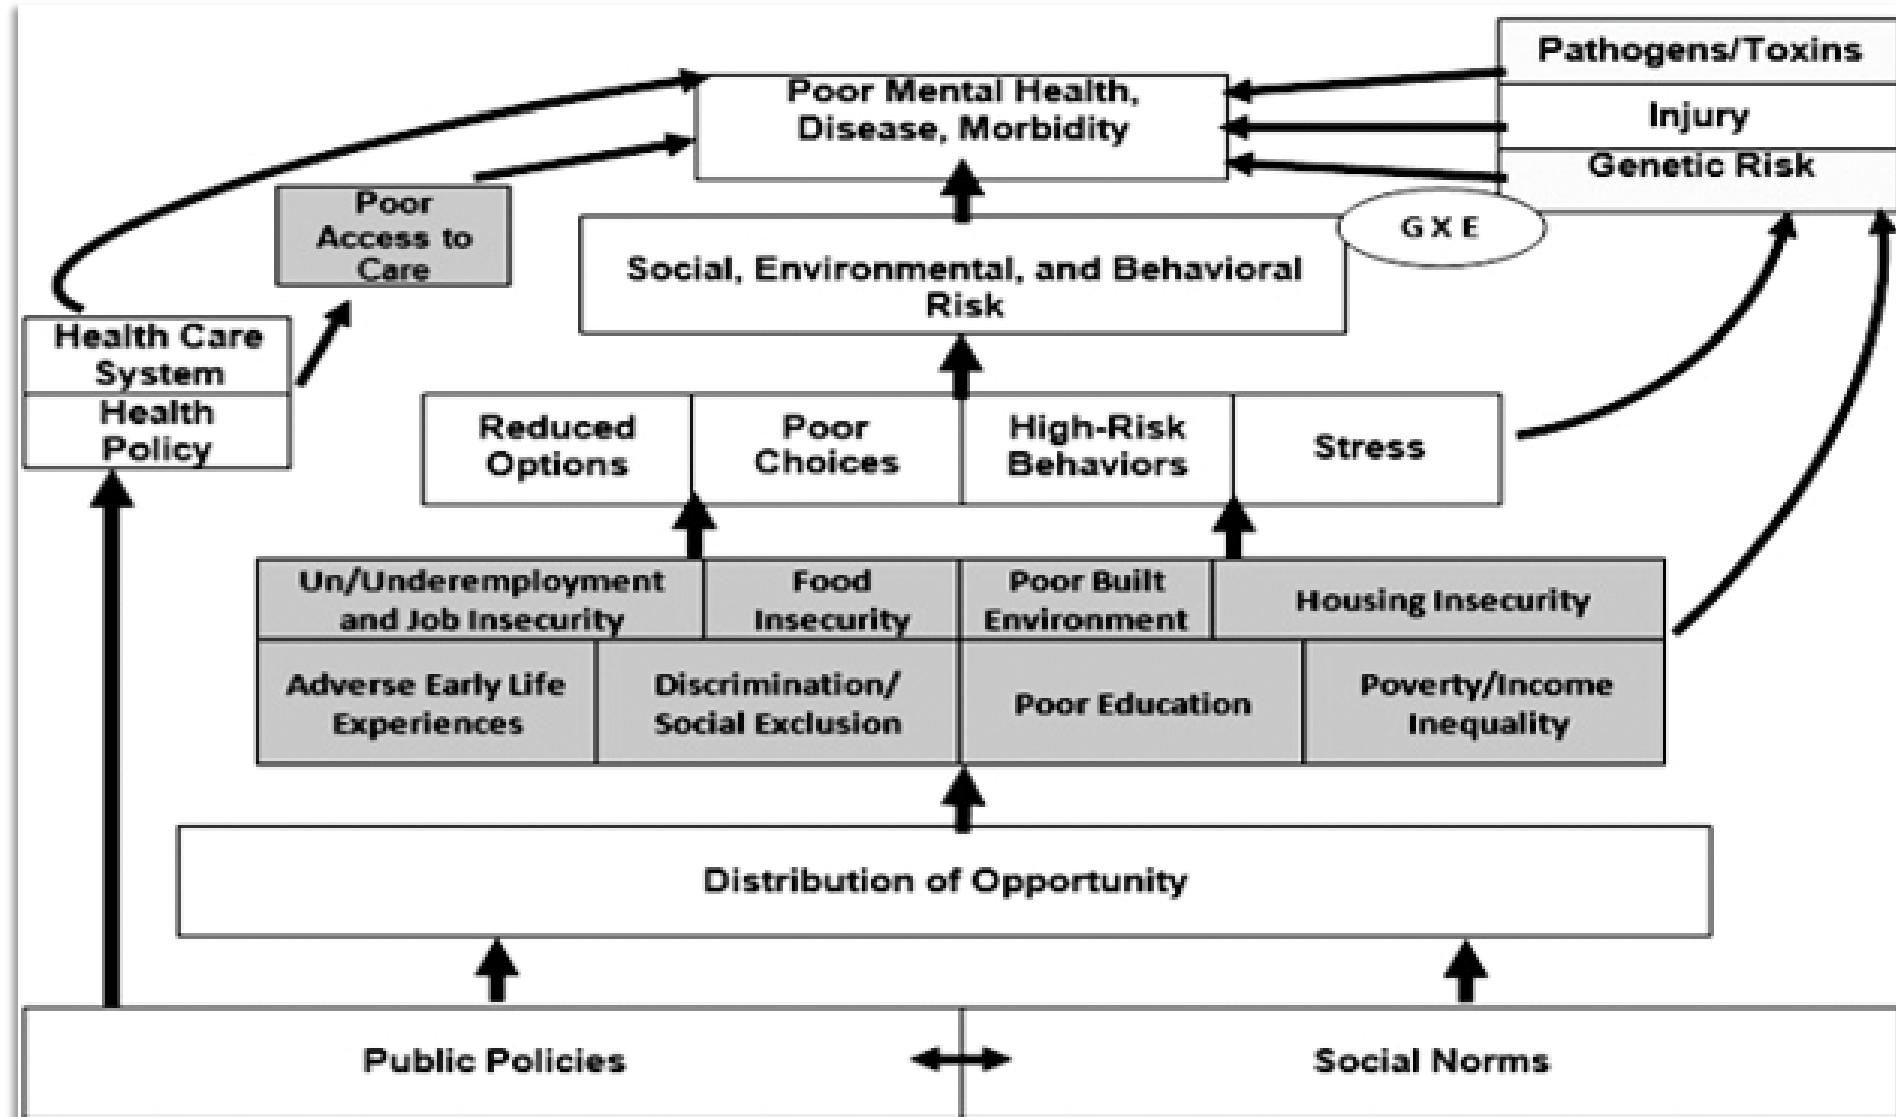 Pathogens/Toxins
Injury
Genetic Risk
Poor Mental Health,
Disease, Morbidity
G X E
Poor
Access to
Care
Social, Environmental, and Behavioral
Risk
Health Care
System
Health
Policy
Reduced
Options
Poor
Choices
High-Risk
Behaviors
Stress
Un/Underemployment
and Job Insecurity
Food
Insecurity
Poor Built
Environment
Housing Insecurity
Adverse Early Life
Experiences
Discrimination/
Social Exclusion
Poor Education
Poverty/Income
Inequality
Distribution of Opportunity
Public Policies
Social Norms